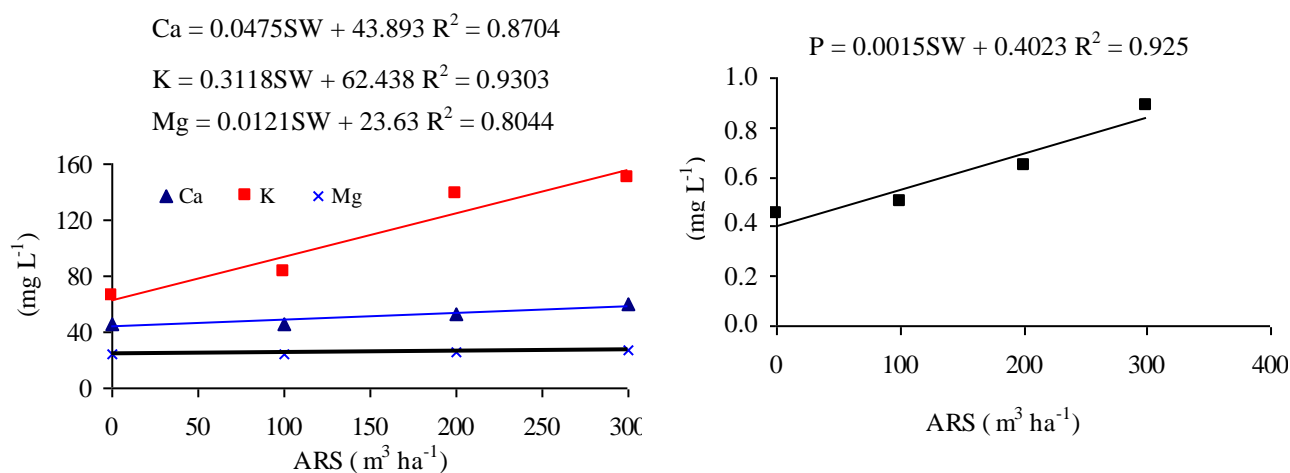 Ca = 0.0475SW + 43.893 R² = 0.8704
K = 0.3118SW + 62.438 R² = 0.9303
Mg = 0.0121SW + 23.63 R² = 0.8044
160
120
80
40
0
(mg L⁻¹)
Ca K Mg
0 100 200 300
ARS ( m³ ha⁻¹)
P = 0.0015SW + 0.4023 R² = 0.925
1.0
0.8
0.6
0.4
0.2
0.0
(mg L⁻¹)
0 100 200 300 400
ARS ( m³ ha⁻¹)